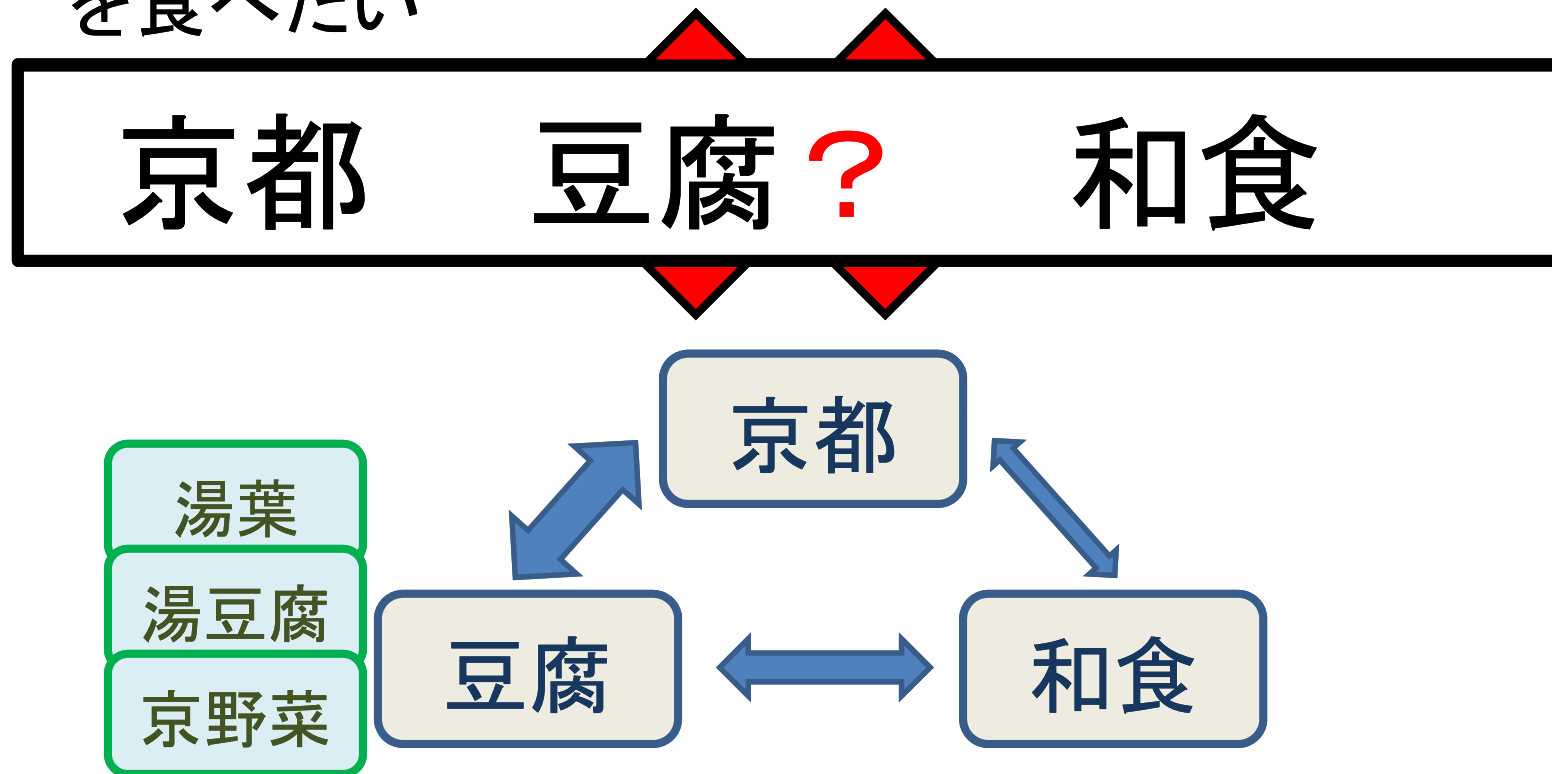 を食べたい
京都 豆腐？ 和食
京都
湯葉
湯豆腐
京野菜
豆腐
和食